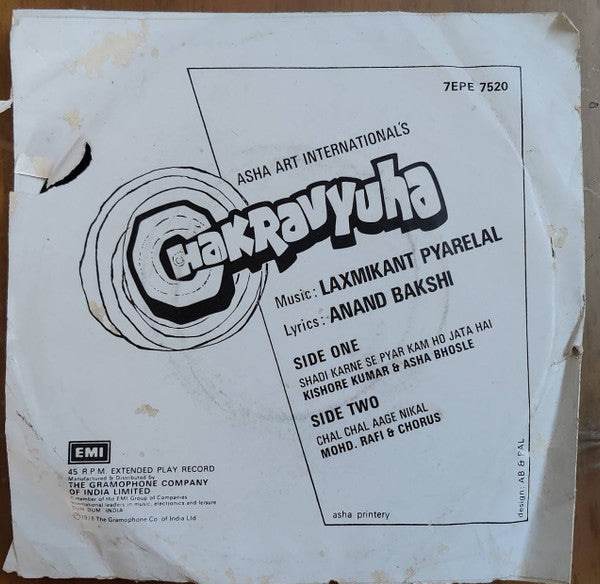 7EPE 7520
ASHA ART INTERNATIONAL'S
CHAKRAVYUHA
Music: LAXMIKANT PYARELAL
Lyrics: ANAND BAKSHI
SIDE ONE
SHADI KARNE SE PYAR KAM HO JATA HAI
KISHORE KUMAR & ASHA BHOSLE
SIDE TWO
CHAL CHAL AAGE NIKAL
MOHD. RAFI & CHORUS
EMI
45 R.P.M. EXTENDED PLAY RECORD
Manufactured & Distributed by
THE GRAMOPHONE COMPANY
OF INDIA LIMITED
A member of the EMI Group of Companies
International leaders in music, electronics and leisure
DUM DUM, INDIA
The Gramophone Co. of India Ltd
asha printery
design: AB & PAL